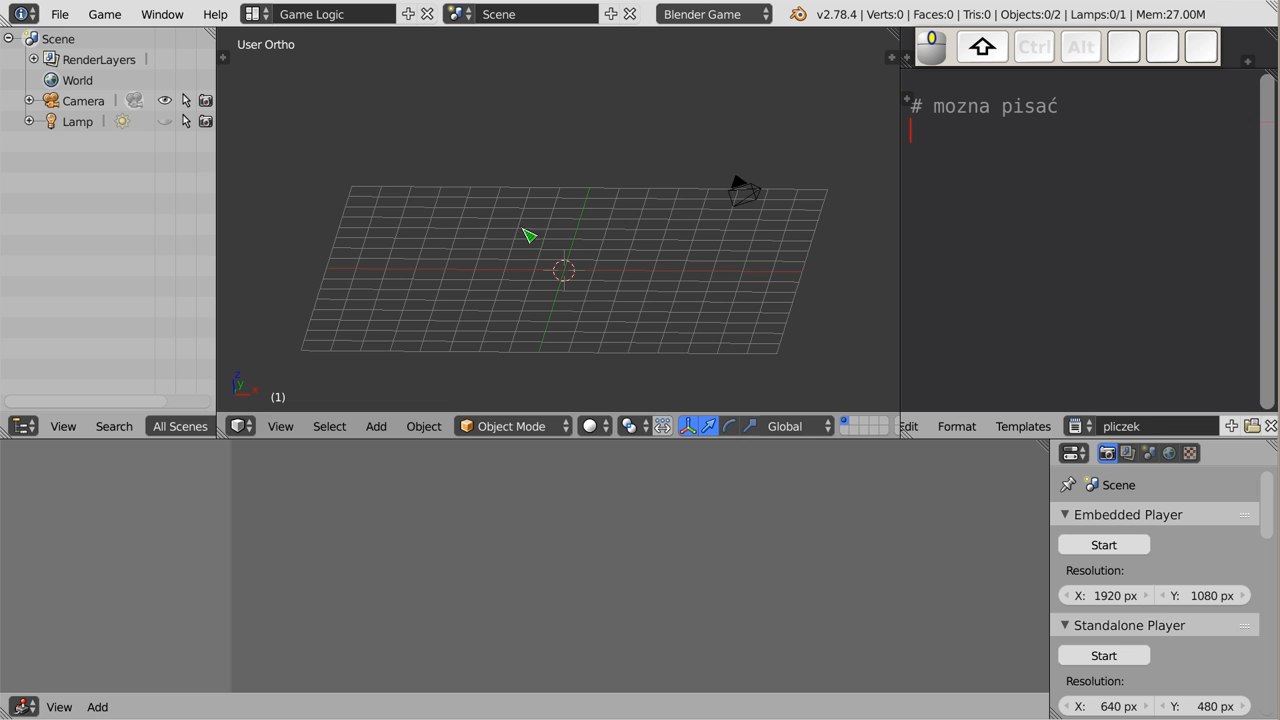 File Game Window Help Game Logic Scene Blender Game v2.78.4 | Verts:0 | Faces:0 | Tris:0 | Objects:0/2 | Lamps:0/1 | Mem:27.00M
Scene
RenderLayers
World
Camera
Lamp
View Search All Scenes
User Ortho
z
y
x
(1)
View Select Add Object Object Mode Global
Ctrl Alt
# mozna pisać
Edit Format Templates pliczek
Scene
Embedded Player
Start
Resolution:
X: 1920 px Y: 1080 px
Standalone Player
Start
Resolution:
X: 640 px Y: 480 px
View Add